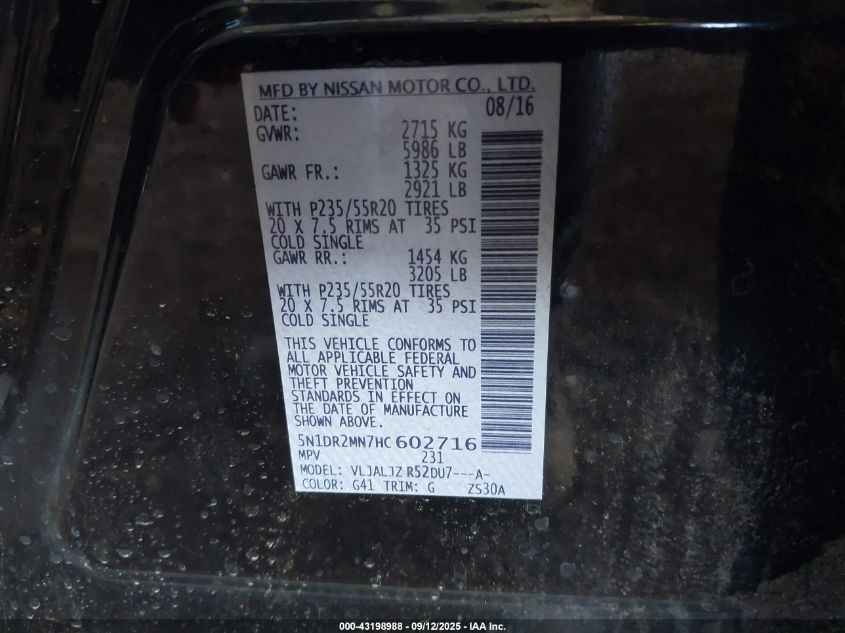 MFD BY NISSAN MOTOR CO., LTD.
DATE: 08/16
GVWR: 2715 KG
5986 LB
GAWR FR.: 1325 KG
2921 LB
WITH P235/55R20 TIRES
20 X 7.5 RIMS AT 35 PSI
COLD SINGLE
GAWR RR.: 1454 KG
3205 LB
WITH P235/55R20 TIRES
20 X 7.5 RIMS AT 35 PSI
COLD SINGLE
THIS VEHICLE CONFORMS TO
ALL APPLICABLE FEDERAL
MOTOR VEHICLE SAFETY AND
THEFT PREVENTION
STANDARDS IN EFFECT ON
THE DATE OF MANUFACTURE
SHOWN ABOVE.
5N1DR2MN7HC602716
MPV 231
MODEL: VLJALJZ R52DU7---A-
COLOR: G41 TRIM: G ZS30A
000-43198988 - 09/12/2025 - IAA Inc.